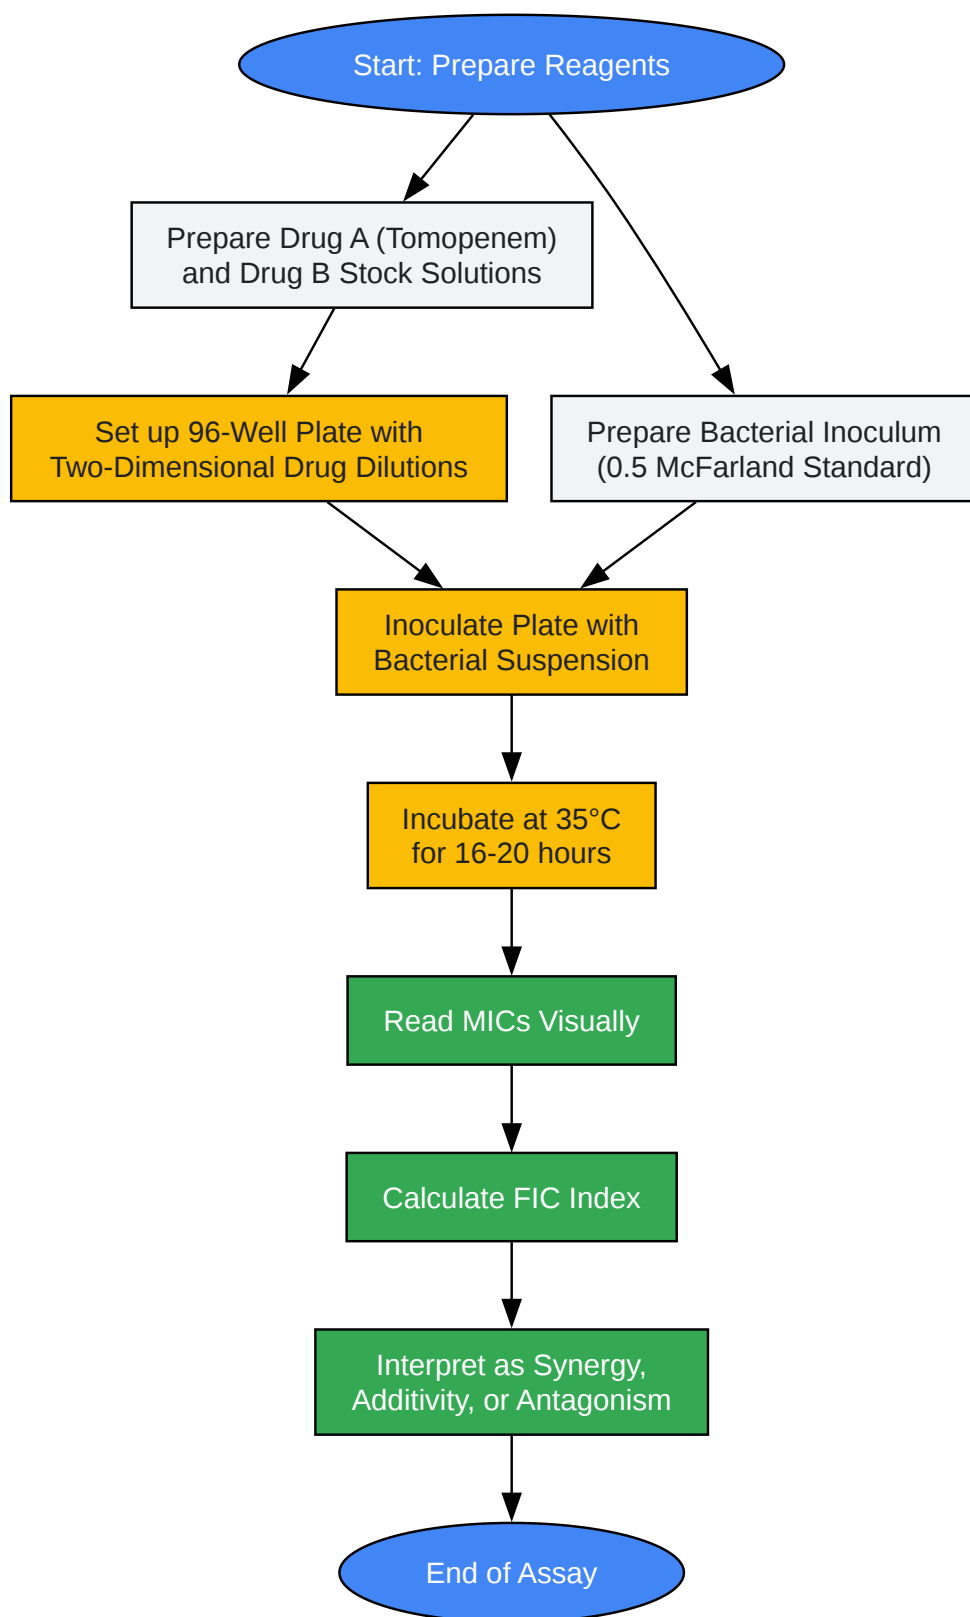 Start: Prepare Reagents
Prepare Drug A (Tomopenem)
and Drug B Stock Solutions
Set up 96-Well Plate with
Two-Dimensional Drug Dilutions
Prepare Bacterial Inoculum
(0.5 McFarland Standard)
Inoculate Plate with
Bacterial Suspension
Incubate at 35°C
for 16-20 hours
Read MICs Visually
Calculate FIC Index
Interpret as Synergy,
Additivity, or Antagonism
End of Assay